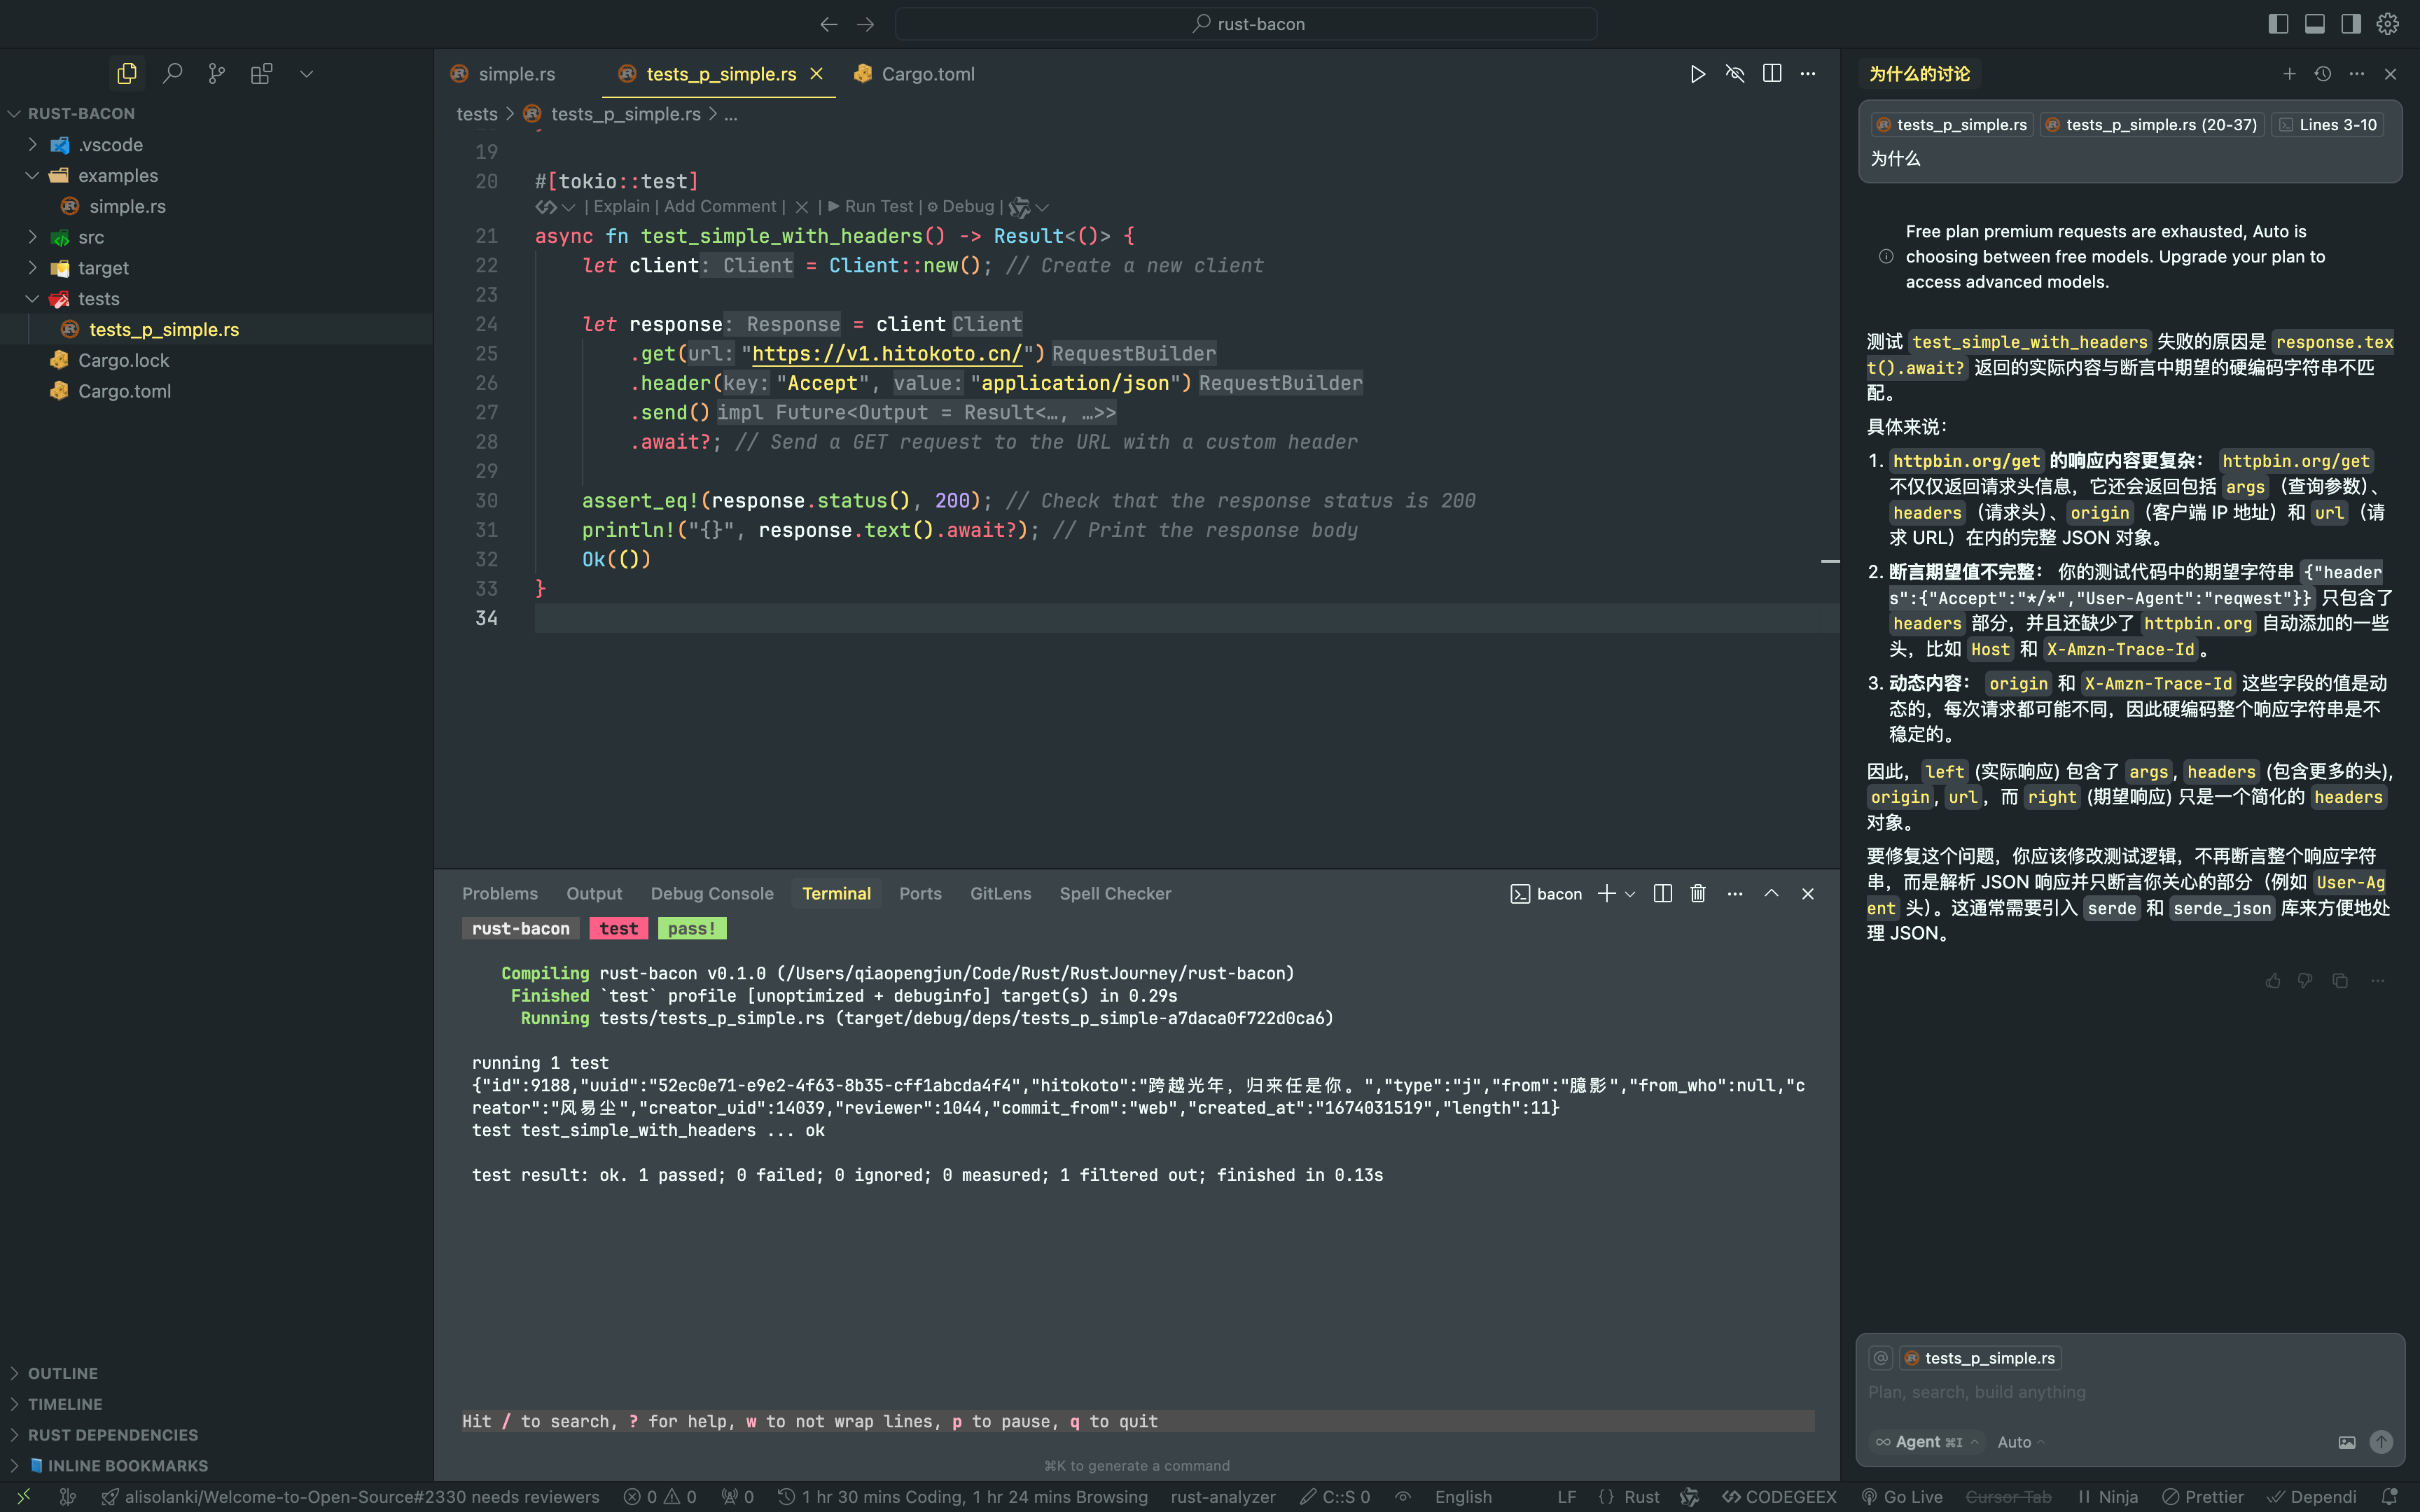 rust-bacon
RUST-BACON
.vscode
examples
simple.rs
src
target
tests
tests_p_simple.rs
Cargo.lock
Cargo.toml
OUTLINE
TIMELINE
RUST DEPENDENCIES
INLINE BOOKMARKS
simple.rs
tests_p_simple.rs
Cargo.toml
tests > tests_p_simple.rs > ...
19
20 #[tokio::test]
| Explain | Add Comment | X | ▶ Run Test | Debug |
21 async fn test_simple_with_headers() -> Result<()> {
22 let client: Client = Client::new(); // Create a new client
23
24 let response: Response = client Client
25 .get(url: "https://v1.hitokoto.cn/") RequestBuilder
26 .header(key: "Accept", value: "application/json") RequestBuilder
27 .send() impl Future<Output = Result<…, …>>
28 .await?; // Send a GET request to the URL with a custom header
29
30 assert_eq!(response.status(), 200); // Check that the response status is 200
31 println!("{}", response.text().await?); // Print the response body
32 Ok(())
33 }
34
Problems Output Debug Console Terminal Ports GitLens Spell Checker
bacon
rust-bacon test pass!
Compiling rust-bacon v0.1.0 (/Users/qiaopengjun/Code/Rust/RustJourney/rust-bacon)
Finished `test` profile [unoptimized + debuginfo] target(s) in 0.29s
Running tests/tests_p_simple.rs (target/debug/deps/tests_p_simple-a7daca0f722d0ca6)
running 1 test
{"id":9188,"uuid":"52ec0e71-e9e2-4f63-8b35-cff1abcda4f4","hitokoto":"跨越光年，归来任是你。","type":"j","from":"臆影","from_who":null,"c
reator":"风易尘","creator_uid":14039,"reviewer":1044,"commit_from":"web","created_at":"1674031519","length":11}
test test_simple_with_headers ... ok
test result: ok. 1 passed; 0 failed; 0 ignored; 0 measured; 1 filtered out; finished in 0.13s
Hit / to search, ? for help, w to not wrap lines, p to pause, q to quit
⌘K to generate a command
为什么的讨论
tests_p_simple.rs tests_p_simple.rs (20-37) Lines 3-10
为什么
Free plan premium requests are exhausted, Auto is
choosing between free models. Upgrade your plan to
access advanced models.
测试 test_simple_with_headers 失败的原因是 response.tex
t().await? 返回的实际内容与断言中期望的硬编码字符串不匹
配。
具体来说：
1. httpbin.org/get 的响应内容更复杂： httpbin.org/get
不仅仅返回请求头信息，它还会返回包括 args（查询参数）、
headers（请求头）、origin（客户端 IP 地址）和 url（请
求 URL）在内的完整 JSON 对象。
2. 断言期望值不完整： 你的测试代码中的期望字符串 {"header
s":{"Accept":"*/*","User-Agent":"reqwest"}} 只包含了
headers 部分，并且还缺少了 httpbin.org 自动添加的一些
头，比如 Host 和 X-Amzn-Trace-Id。
3. 动态内容： origin 和 X-Amzn-Trace-Id 这些字段的值是动
态的，每次请求都可能不同，因此硬编码整个响应字符串是不
稳定的。
因此，left (实际响应) 包含了 args, headers (包含更多的头),
origin, url，而 right (期望响应) 只是一个简化的 headers
对象。
要修复这个问题，你应该修改测试逻辑，不再断言整个响应字符
串，而是解析 JSON 响应并只断言你关心的部分（例如 User-Ag
ent 头）。这通常需要引入 serde 和 serde_json 库来方便地处
理 JSON。
@ tests_p_simple.rs
Plan, search, build anything
∞ Agent ⌘I Auto
alisolanki/Welcome-to-Open-Source#2330 needs reviewers 0 0 0 1 hr 30 mins Coding, 1 hr 24 mins Browsing rust-analyzer C::S 0 English LF {} Rust CODEGEEX Go Live Cursor Tab Ninja Prettier Dependi